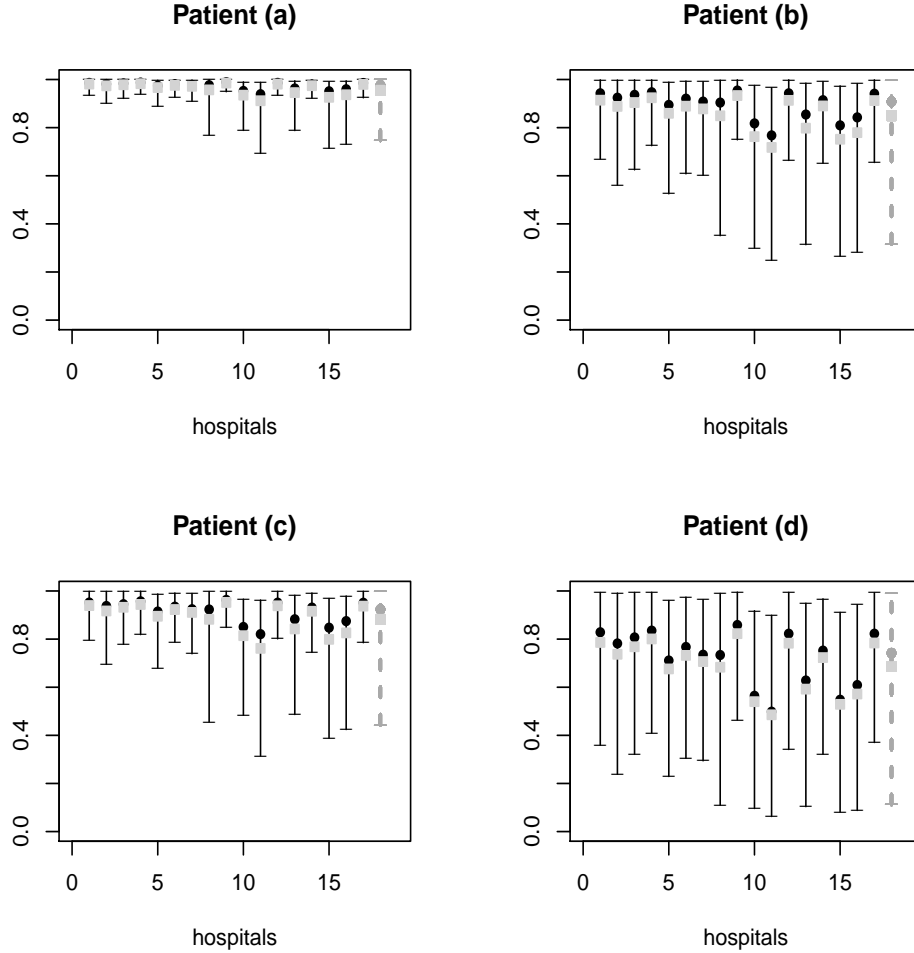 Patient (a)
0.0 0.4 0.8
0 5 10 15
hospitals
Patient (b)
0.0 0.4 0.8
0 5 10 15
hospitals
Patient (c)
0.0 0.4 0.8
0 5 10 15
hospitals
Patient (d)
0.0 0.4 0.8
0 5 10 15
hospitals